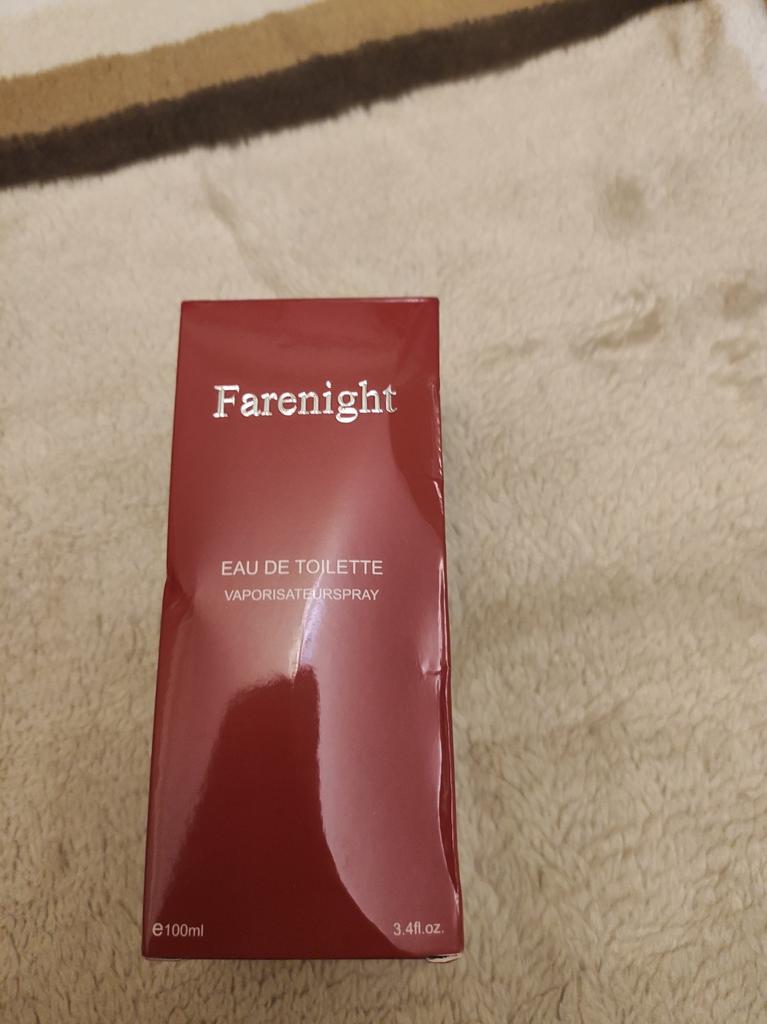 Farenight
EAU DE TOILETTE
VAPORISATEURSPRAY
e100ml
3.4fl.oz.